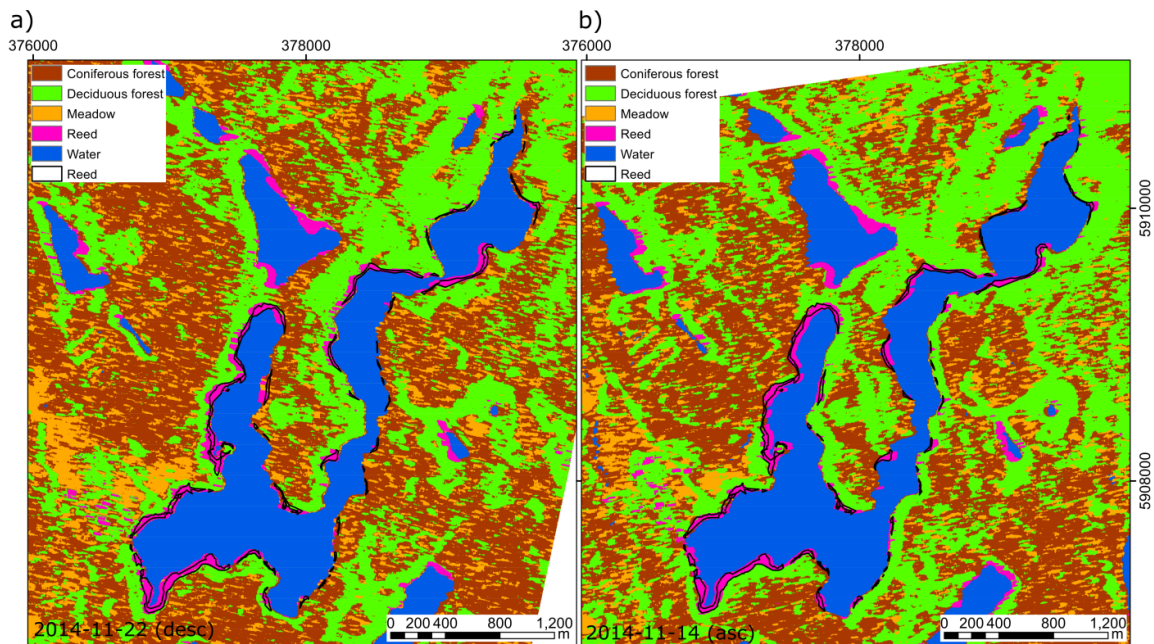 a)
376000 378000
Coniferous forest
Deciduous forest
Meadow
Reed
Water
Reed
2014-11-22 (desc)
0 200 400 800 1,200
m
b)
376000 378000
Coniferous forest
Deciduous forest
Meadow
Reed
Water
Reed
5910000
5908000
2014-11-14 (asc)
0 200 400 800 1,200
m